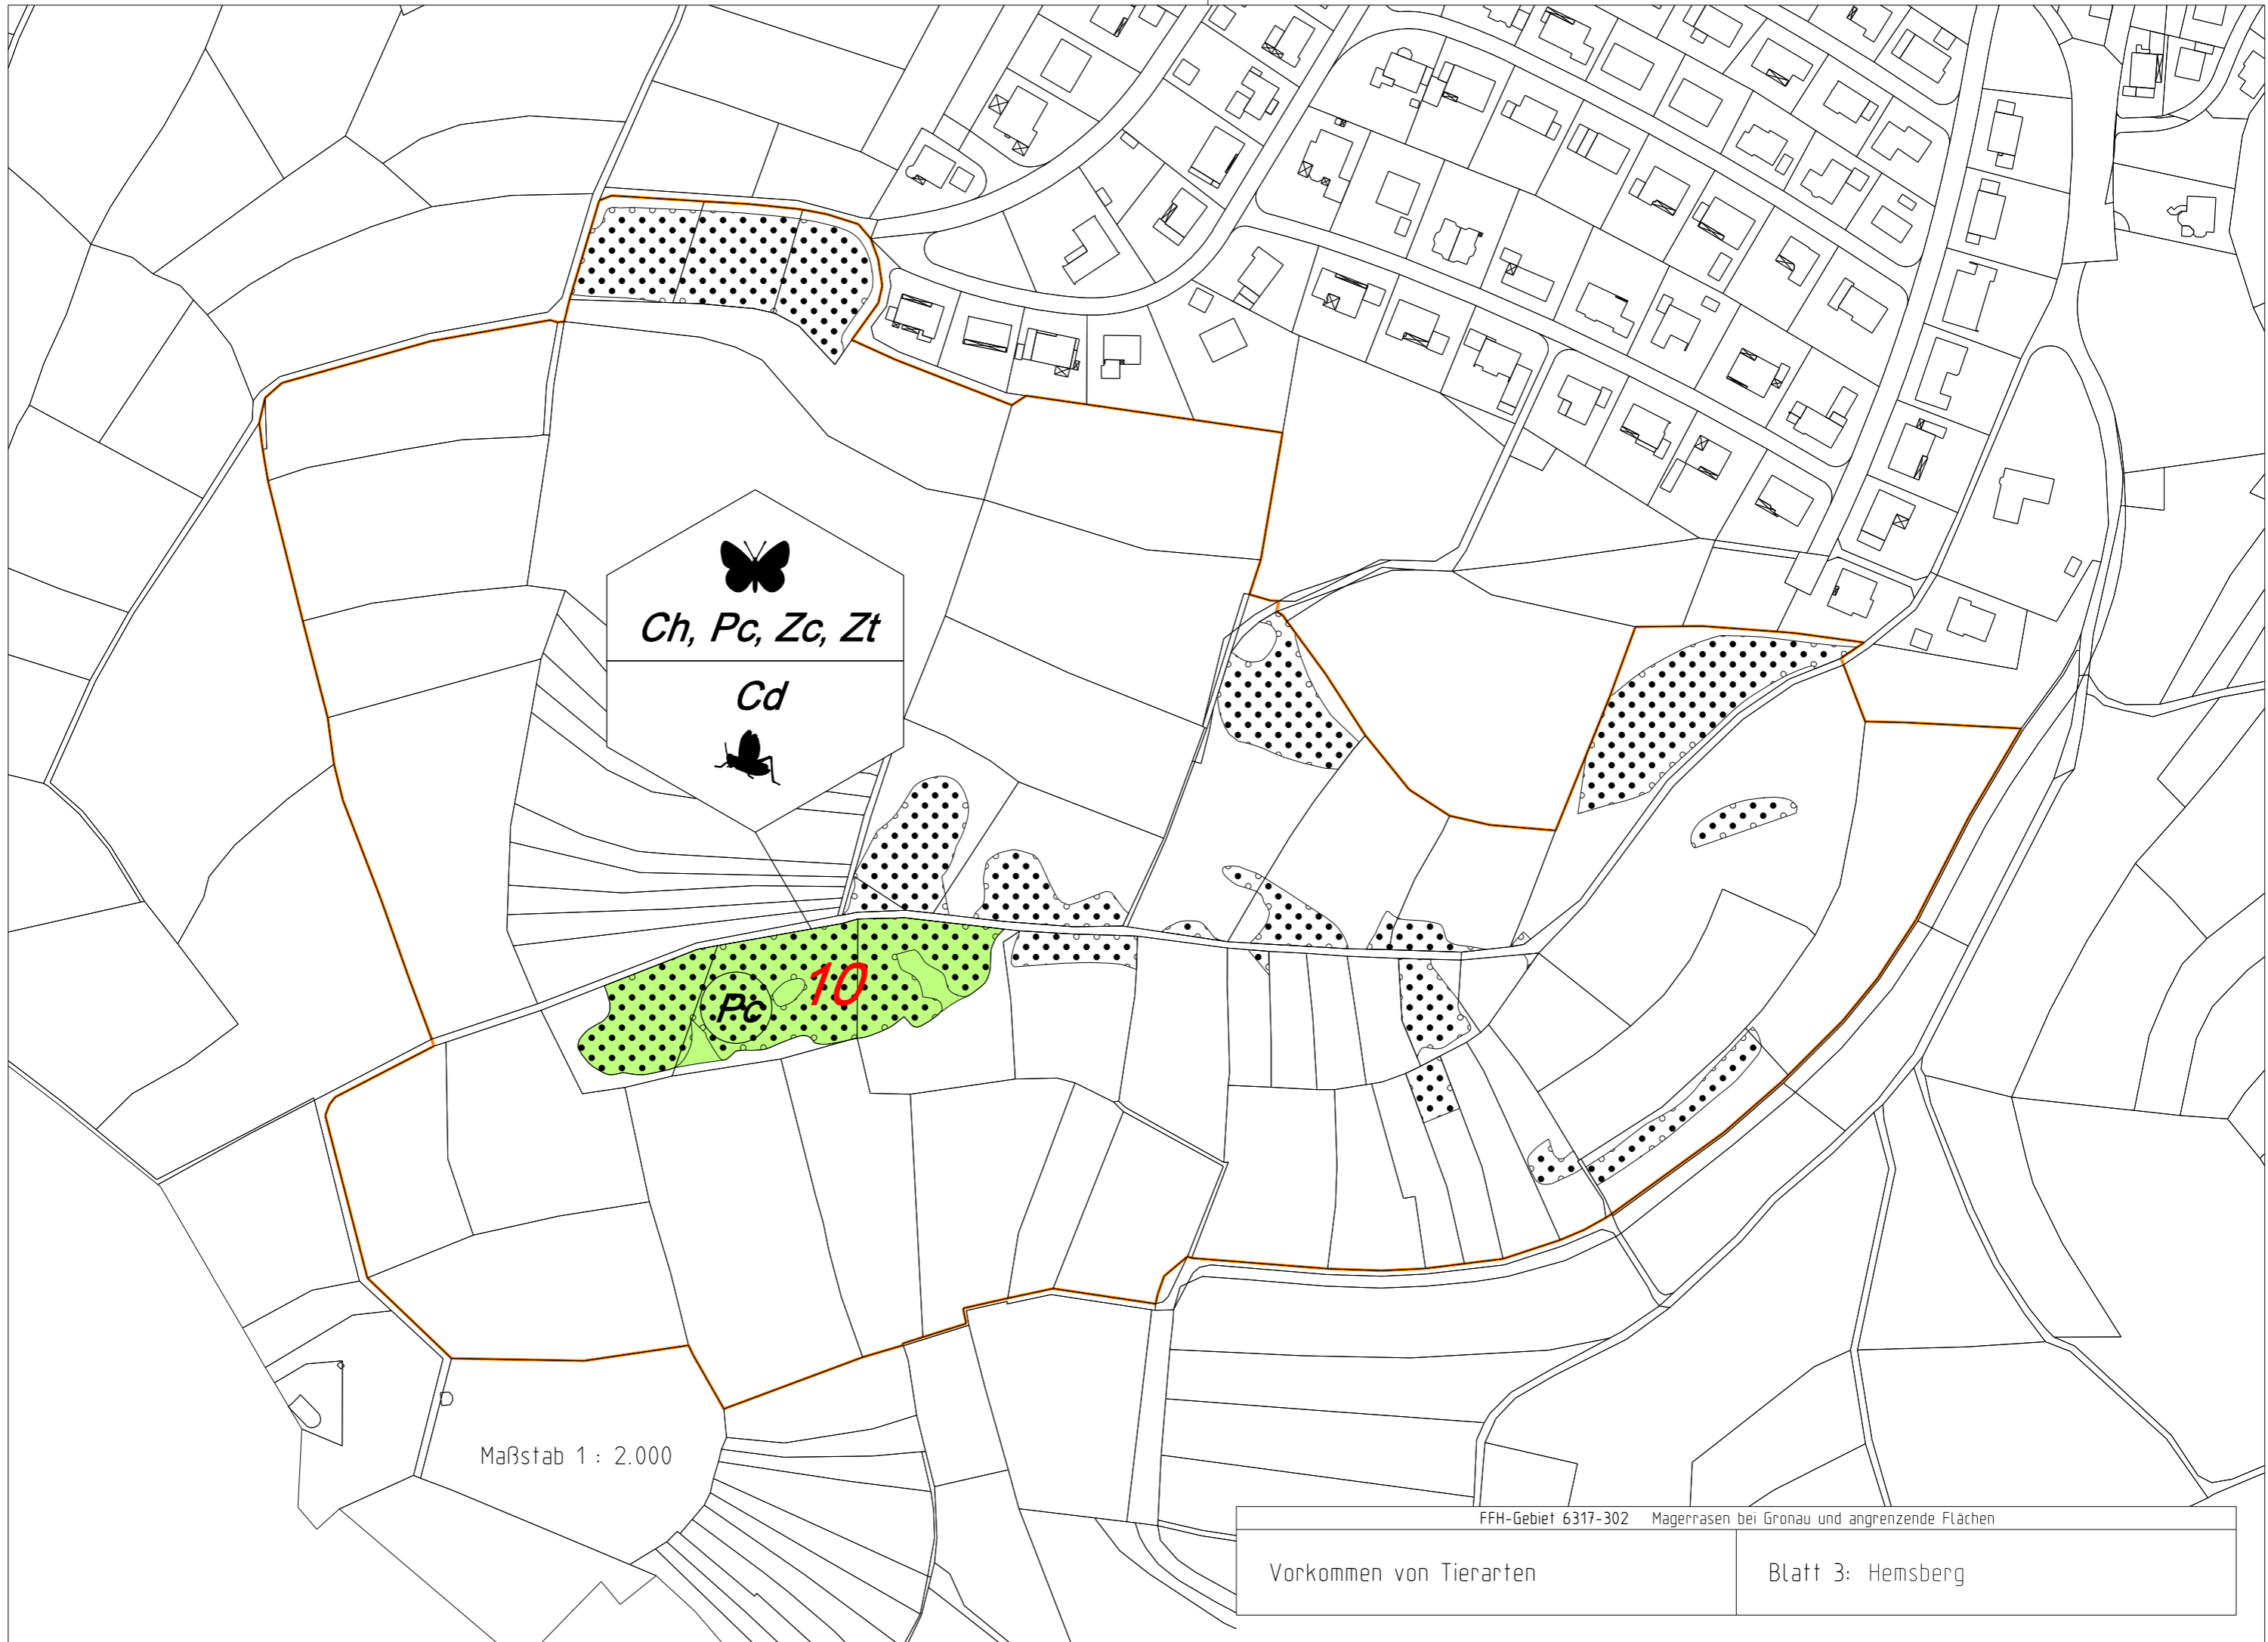 Ch, Pc, Zc, Zt
Cd
10
Pc
Maßstab 1 : 2.000
FFH-Gebiet 6317-302 Magerrasen bei Gronau und angrenzende Flächen
Vorkommen von Tierarten
Blatt 3: Hemsberg